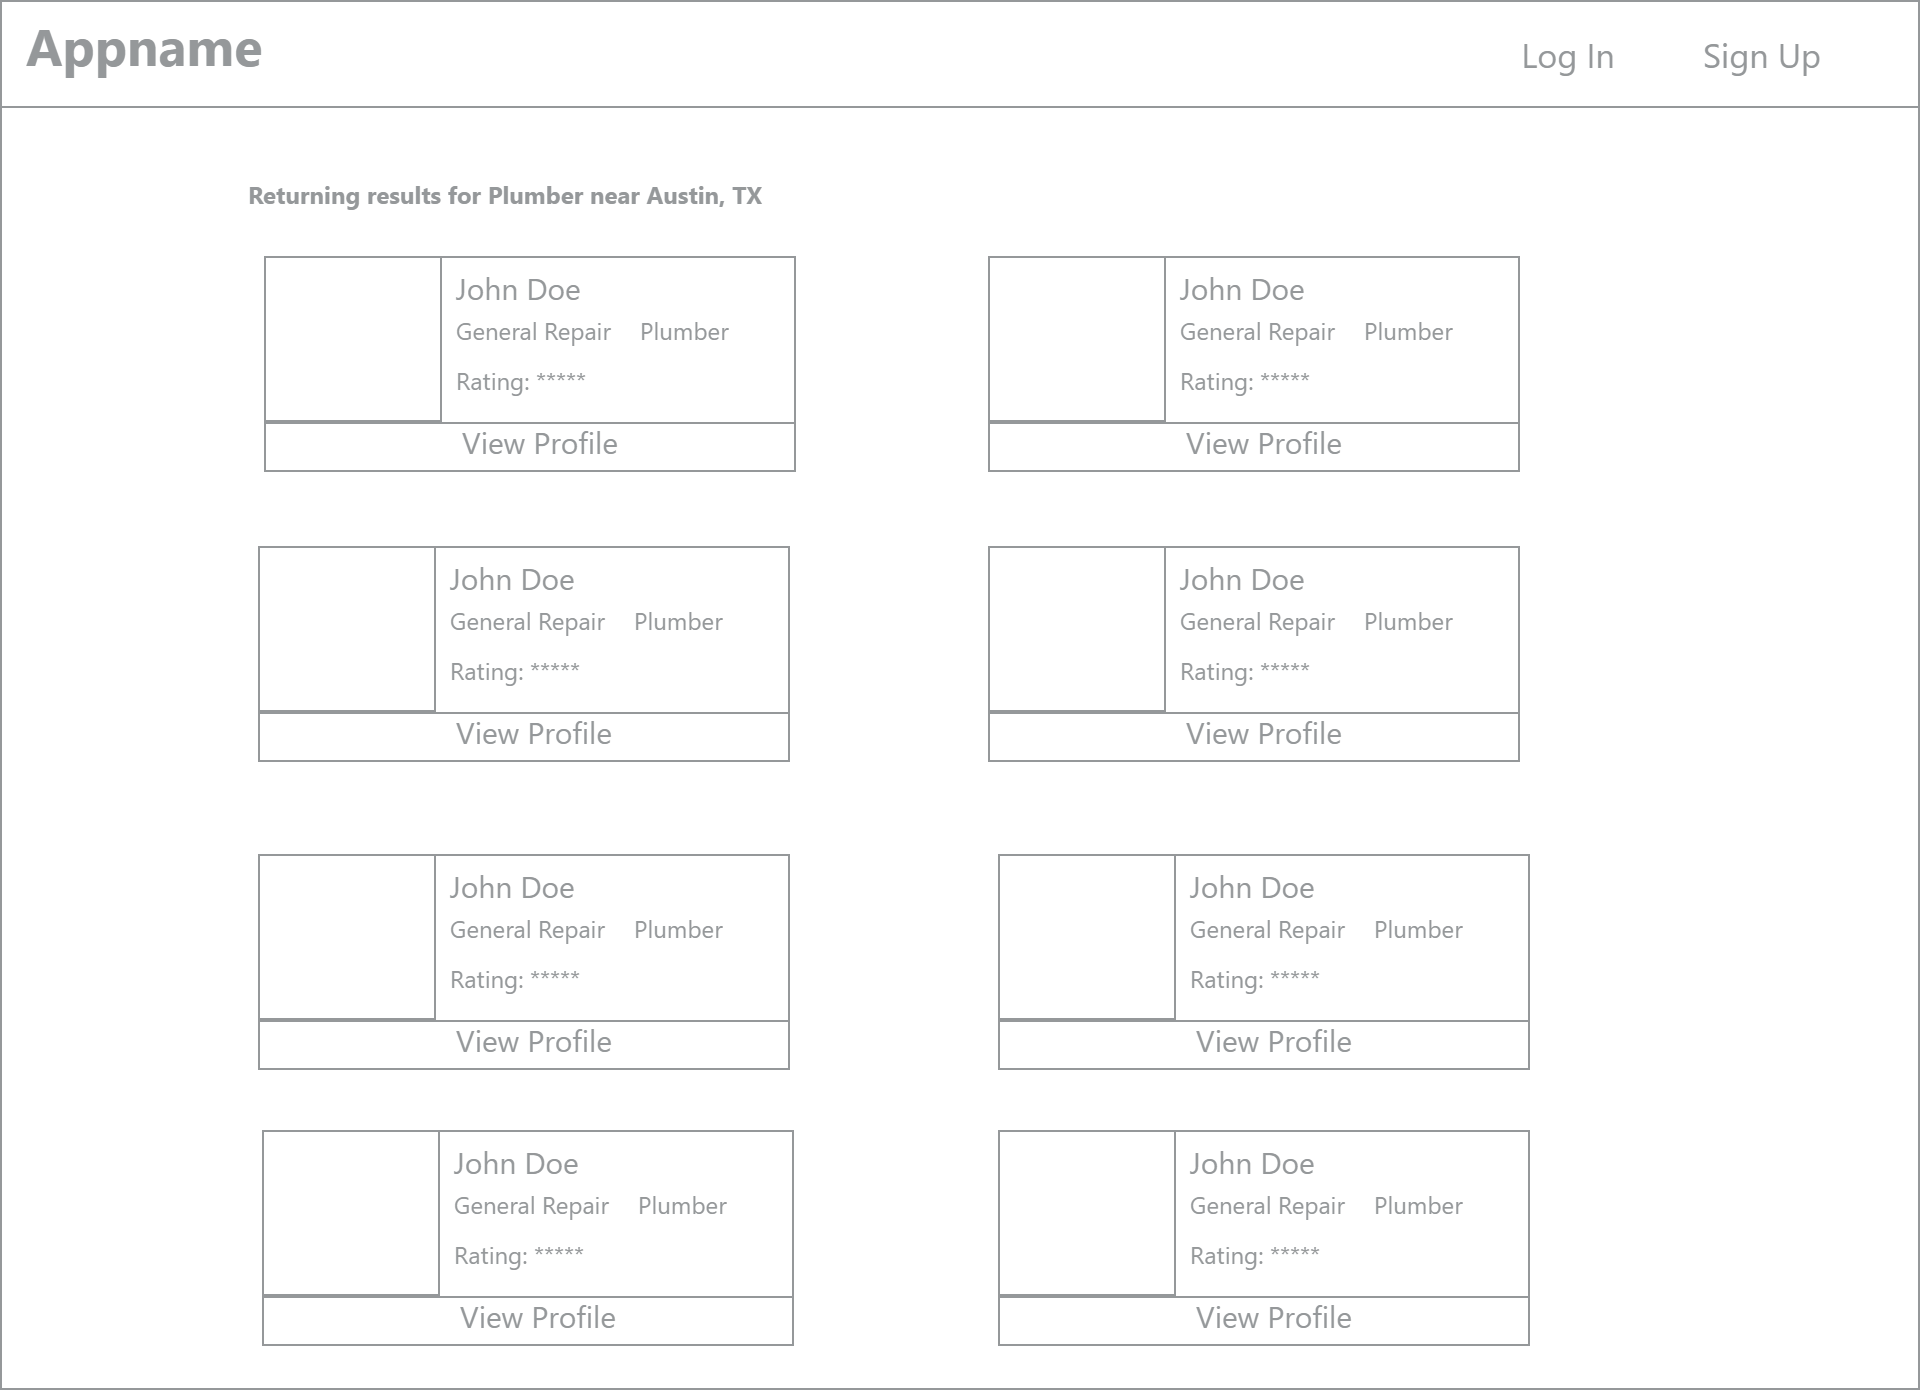 Appname
Log In Sign Up
Returning results for Plumber near Austin, TX
John Doe
General Repair Plumber
Rating: *****
View Profile
John Doe
General Repair Plumber
Rating: *****
View Profile
John Doe
General Repair Plumber
Rating: *****
View Profile
John Doe
General Repair Plumber
Rating: *****
View Profile
John Doe
General Repair Plumber
Rating: *****
View Profile
John Doe
General Repair Plumber
Rating: *****
View Profile
John Doe
General Repair Plumber
Rating: *****
View Profile
John Doe
General Repair Plumber
Rating: *****
View Profile